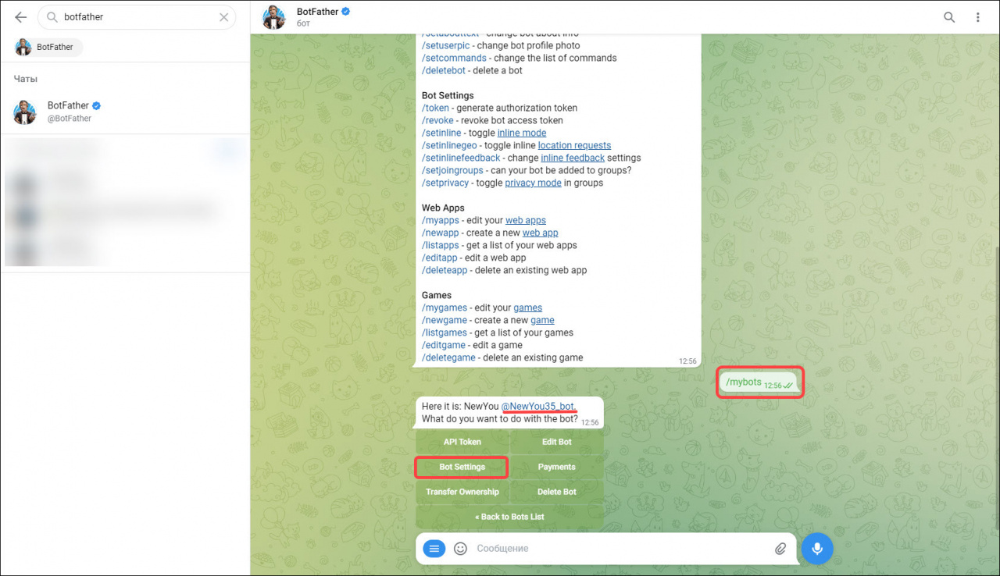 botfather
BotFather
Чаты
BotFather
@BotFather
BotFather
бот
/setabouttext - change bot about info
/setuserpic - change bot profile photo
/setcommands - change the list of commands
/deletebot - delete a bot
Bot Settings
/token - generate authorization token
/revoke - revoke bot access token
/setinline - toggle inline mode
/setinlinegeo - toggle inline location requests
/setinlinefeedback - change inline feedback settings
/setjoingroups - can your bot be added to groups?
/setprivacy - toggle privacy mode in groups
Web Apps
/myapps - edit your web apps
/newapp - create a new web app
/listapps - get a list of your web apps
/editapp - edit a web app
/deleteapp - delete an existing web app
Games
/mygames - edit your games
/newgame - create a new game
/listgames - get a list of your games
/editgame - edit a game
/deletegame - delete an existing game
12:56
/mybots 12:56
Here it is: NewYou @NewYou35_bot.
What do you want to do with the bot? 12:56
API Token Edit Bot
Bot Settings Payments
Transfer Ownership Delete Bot
« Back to Bots List
Сообщение